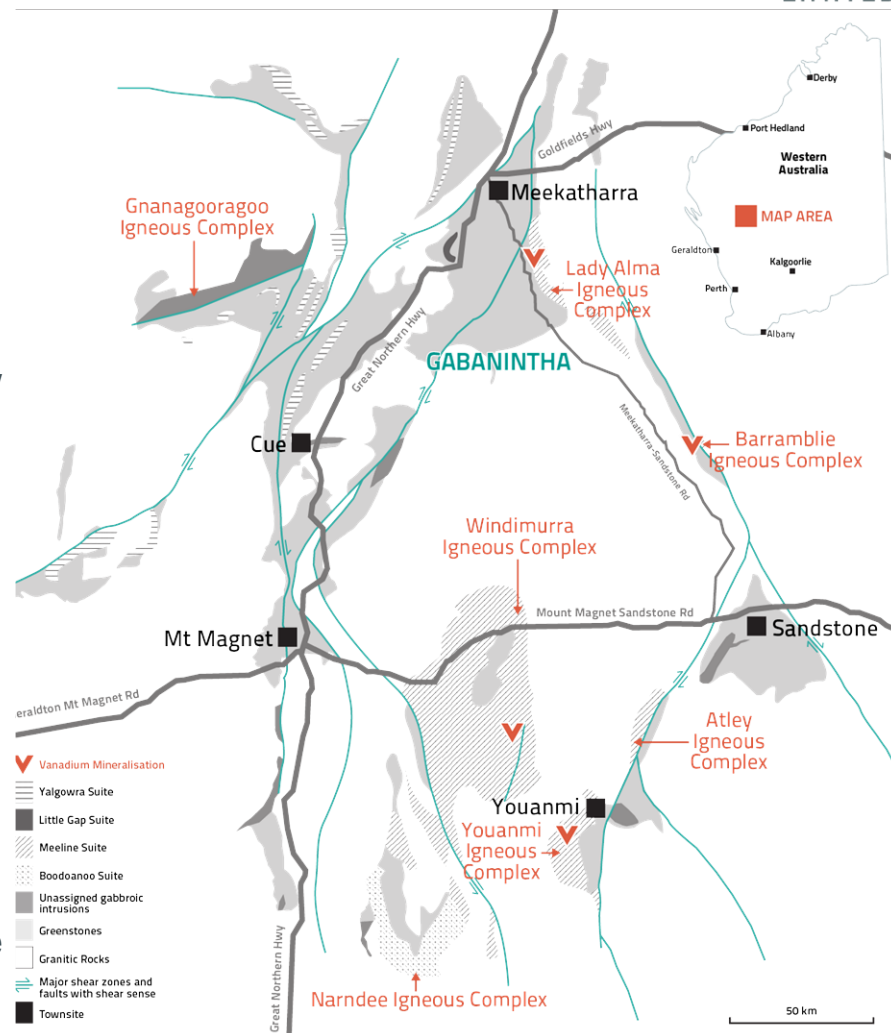 Derby
Port Hedland
Western
Australia
MAP AREA
Geraldton
Kalgoorlie
Perth
Albany
Goldfields Hwy
Meekatharra
Gnanagooragoo
Igneous Complex
Lady Alma
Igneous
Complex
Great Northern Hwy
GABANINTHA
Meekatharra-Sandstone Rd
Cue
Barramblie
Igneous Complex
Windimurra
Igneous Complex
Mount Magnet Sandstone Rd
Mt Magnet
Sandstone
eraldton Mt Magnet Rd
Atley
Igneous
Complex
Youanmi
Youanmi
Igneous
Complex
Vanadium Mineralisation
Yalgowra Suite
Little Gap Suite
Meeline Suite
Boodoanoo Suite
Unassigned gabbroic
intrusions
Greenstones
Granitic Rocks
Major shear zones and
faults with shear sense
Townsite
Great Northern Hwy
Narndee Igneous Complex
50 km